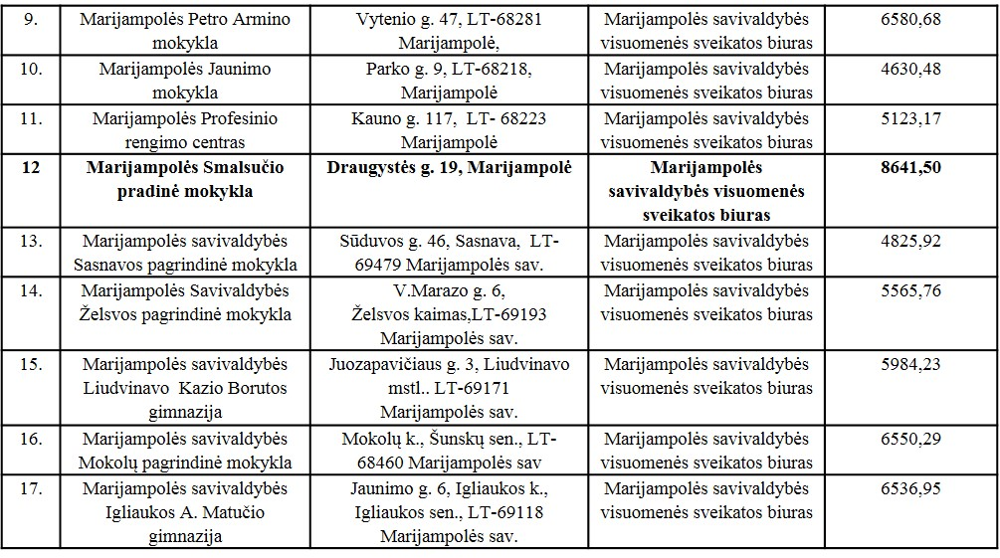 9. Marijampolės Petro Armino mokykla Vytenio g. 47, LT-68281 Marijampolė, Marijampolės savivaldybės visuomenės sveikatos biuras 6580,68
10. Marijampolės Jaunimo mokykla Parko g. 9, LT-68218, Marijampolė Marijampolės savivaldybės visuomenės sveikatos biuras 4630,48
11. Marijampolės Profesinio rengimo centras Kauno g. 117, LT- 68223 Marijampolė Marijampolės savivaldybės visuomenės sveikatos biuras 5123,17
12 Marijampolės Smalsučio pradinė mokykla Draugystės g. 19, Marijampolė Marijampolės savivaldybės visuomenės sveikatos biuras 8641,50
13. Marijampolės savivaldybės Sasnavos pagrindinė mokykla Sūduvos g. 46, Sasnava, LT-69479 Marijampolės sav. Marijampolės savivaldybės visuomenės sveikatos biuras 4825,92
14. Marijampolės Savivaldybės Želsvos pagrindinė mokykla V.Marazo g. 6, Želsvos kaimas,LT-69193 Marijampolės sav. Marijampolės savivaldybės visuomenės sveikatos biuras 5565,76
15. Marijampolės savivaldybės Liudvinavo Kazio Borutos gimnazija Juozapavičiaus g. 3, Liudvinavo mstl.. LT-69171 Marijampolės sav. Marijampolės savivaldybės visuomenės sveikatos biuras 5984,23
16. Marijampolės savivaldybės Mokolų pagrindinė mokykla Mokolų k., Šunskų sen., LT-68460 Marijampolės sav Marijampolės savivaldybės visuomenės sveikatos biuras 6550,29
17. Marijampolės savivaldybės Igliaukos A. Matučio gimnazija Jaunimo g. 6, Igliaukos k., Igliaukos sen., LT-69118 Marijampolės sav. Marijampolės savivaldybės visuomenės sveikatos biuras 6536,95